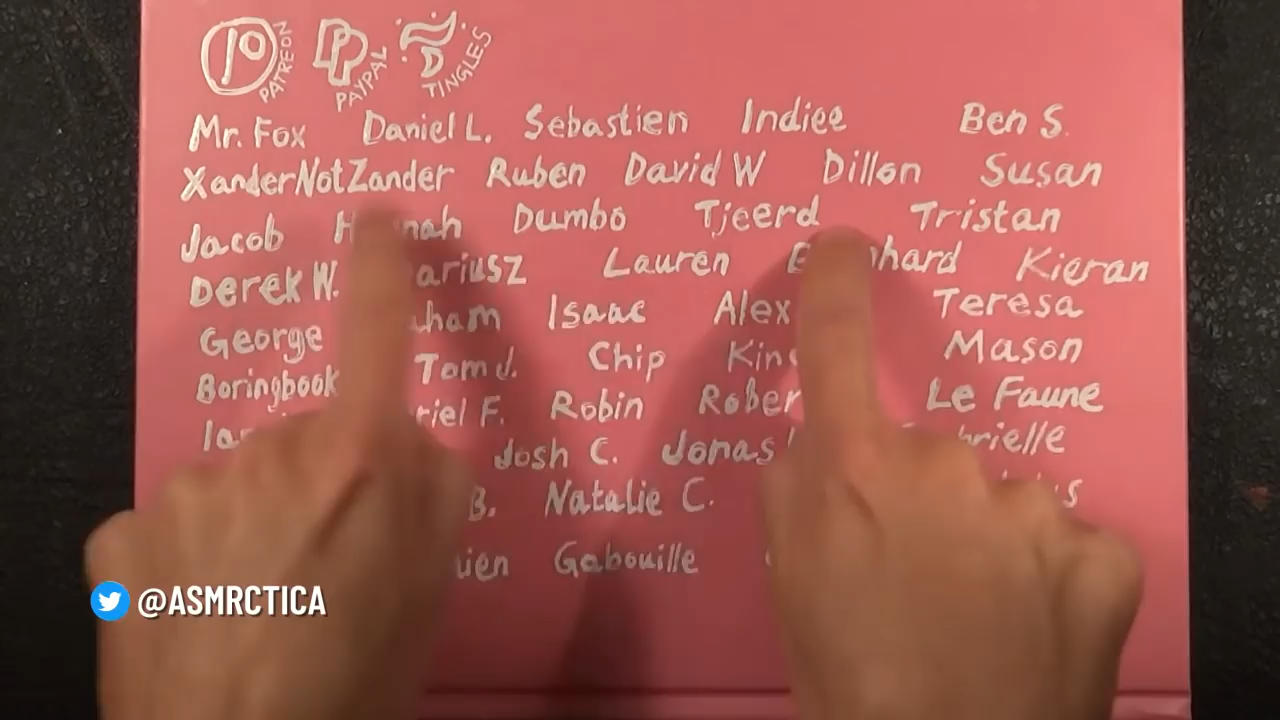 PATREON PAYPAL TINGLES
Mr. Fox Daniel L. Sebastien Indiee Ben S.
XanderNotZander Ruben David W Dillon Susan
Jacob Dumbo Tjeerd Tristan
Derek W. Lauren Kieran
George Isaac Alex Teresa
Boringbook Tom J. Chip Mason
F. Robin Le Faune
Josh C. Jonas
B. Natalie C.
Gabouille
@ASMRCTICA